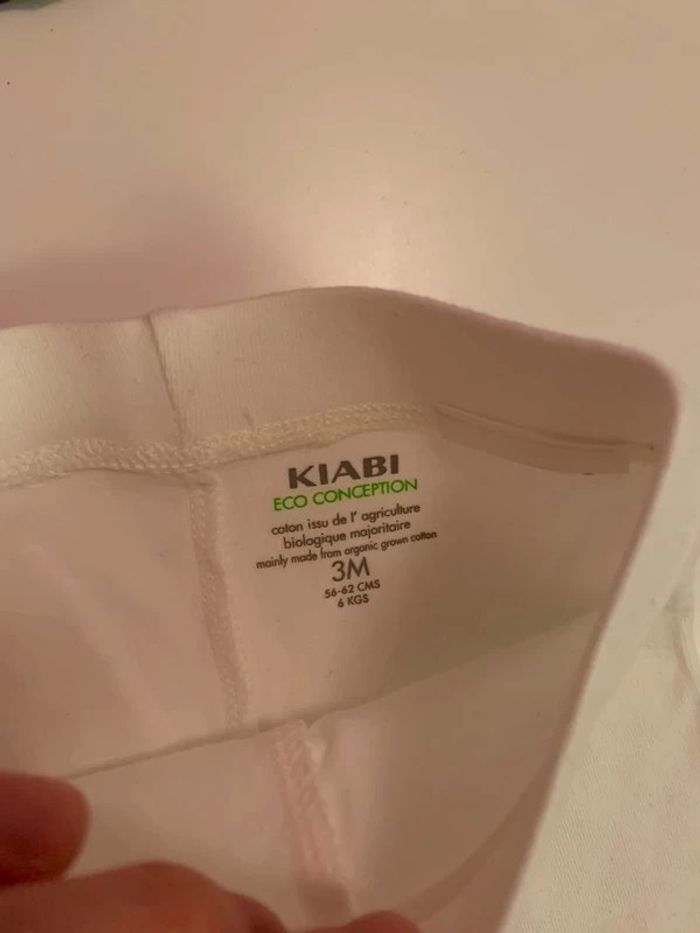 KIABI
ECO CONCEPTION
coton issu de l' agriculture
biologique majoritaire
mainly made from organic grown cotton
3M
56-62 CMS
6 KGS